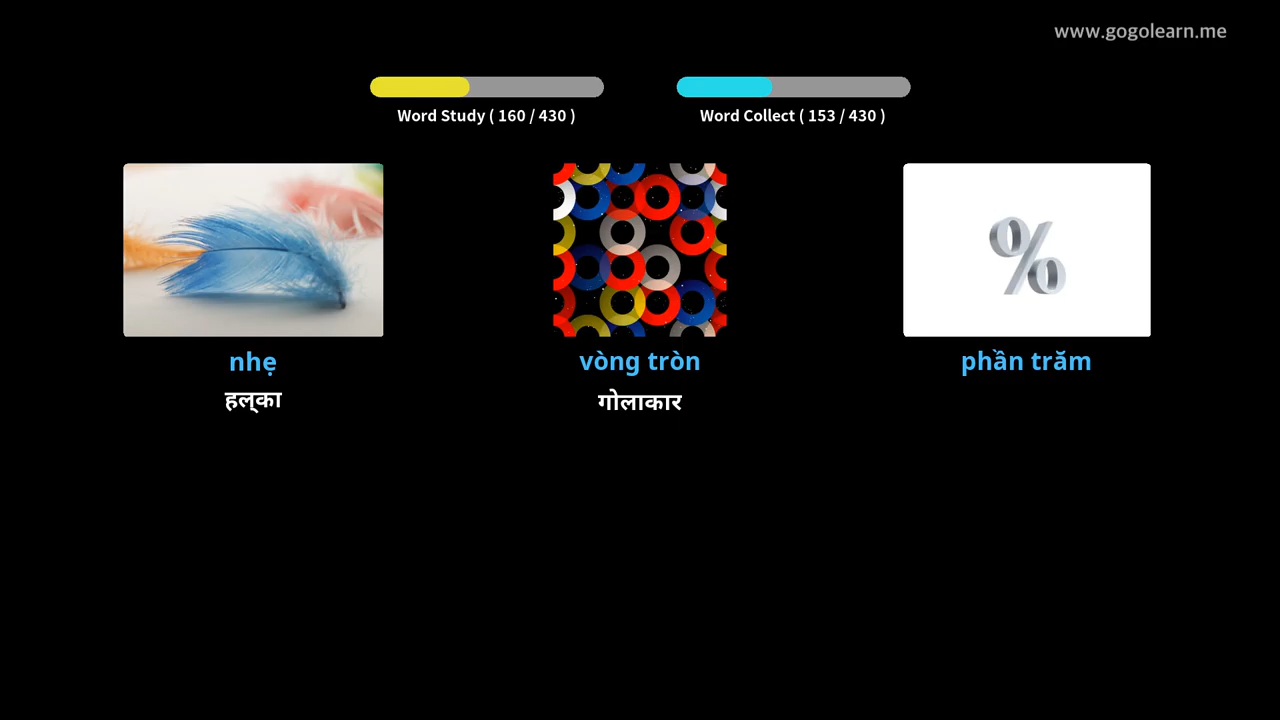 www.gogolearn.me
Word Study ( 160 / 430 )
Word Collect ( 153 / 430 )
%
nhẹ
vòng tròn
phần trăm
हल्‌का
गोलाकार